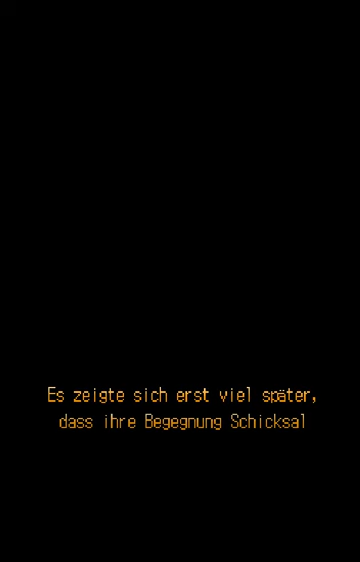 Es zeigte sich erst viel später,
dass ihre Begegnung Schicksal